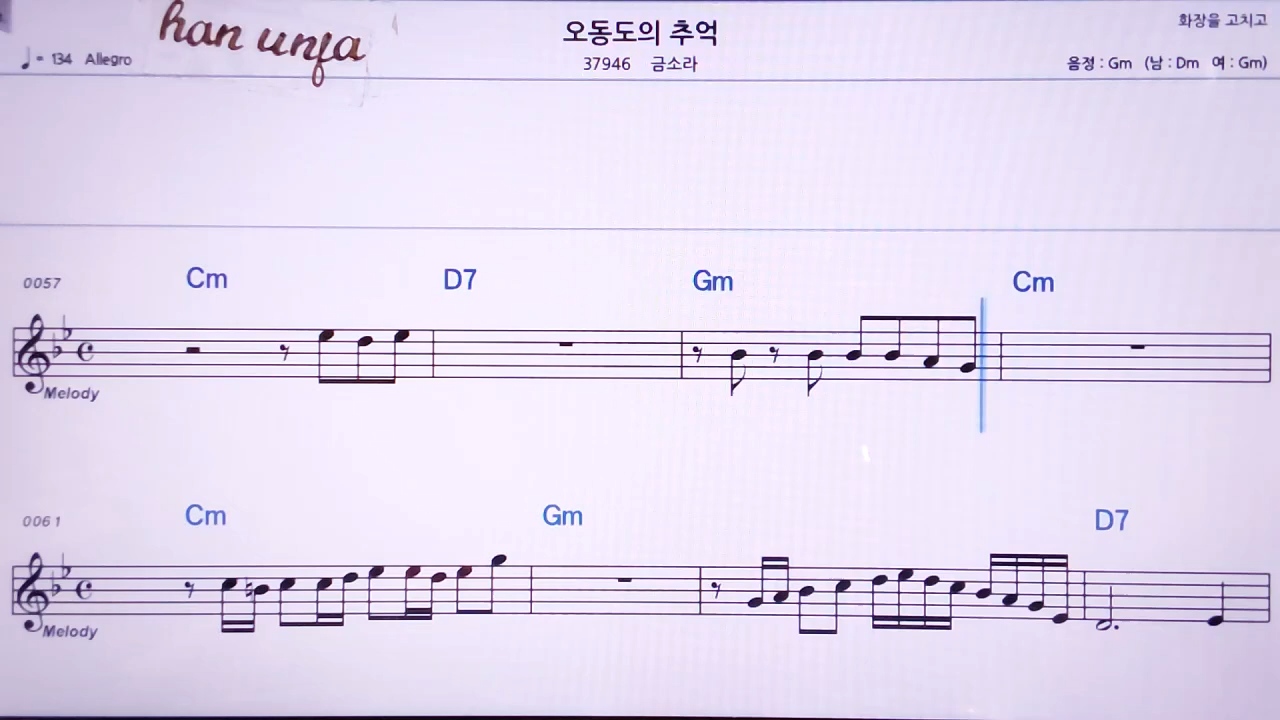 han unja
오동도의 추억
화장을 고치고
♩= 134 Allegro
37946 금소라
음정 : Gm (남 : Dm 여 : Gm)
0057 Cm D7 Gm Cm
Melody
0061 Cm Gm D7
Melody